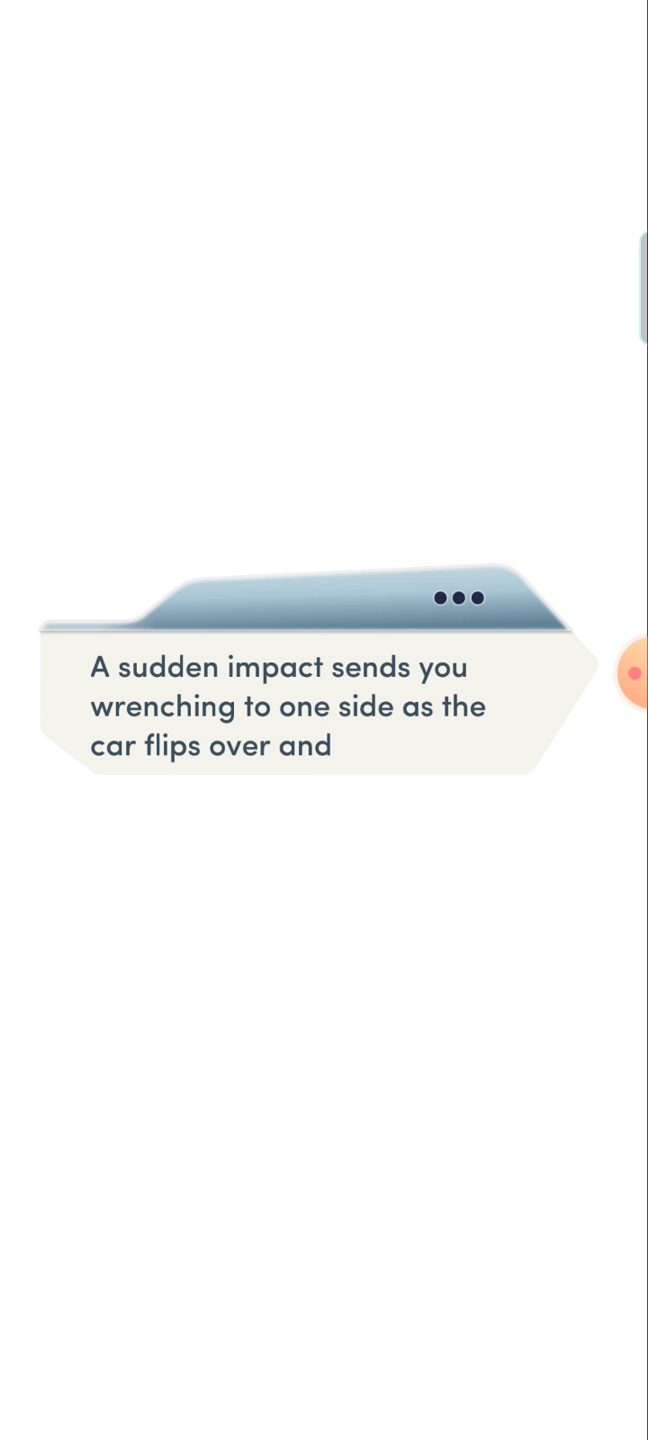 A sudden impact sends you
wrenching to one side as the
car flips over and